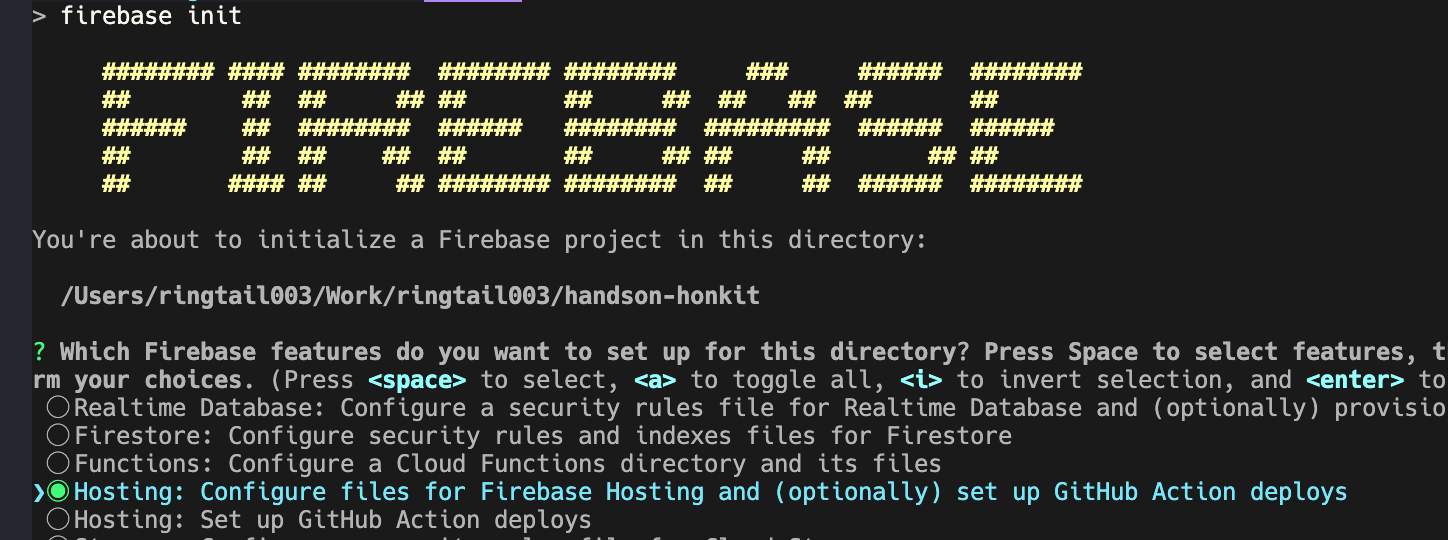 > firebase init
######## #### ########  ######## ########     ###     ######  ########
##        ##  ##     ## ##       ##     ##  ##   ##  ##       ##
######    ##  ########  ######   ########  #########  ######  ######
##        ##  ##    ##  ##       ##     ## ##     ##       ## ##
##       #### ##     ## ######## ########  ##     ##  ######  ########
You're about to initialize a Firebase project in this directory:
/Users/ringtail003/Work/ringtail003/handson-honkit
? Which Firebase features do you want to set up for this directory? Press Space to select features, t
rm your choices. (Press <space> to select, <a> to toggle all, <i> to invert selection, and <enter> to
◯Realtime Database: Configure a security rules file for Realtime Database and (optionally) provisio
◯Firestore: Configure security rules and indexes files for Firestore
◯Functions: Configure a Cloud Functions directory and its files
❯◉Hosting: Configure files for Firebase Hosting and (optionally) set up GitHub Action deploys
◯Hosting: Set up GitHub Action deploys